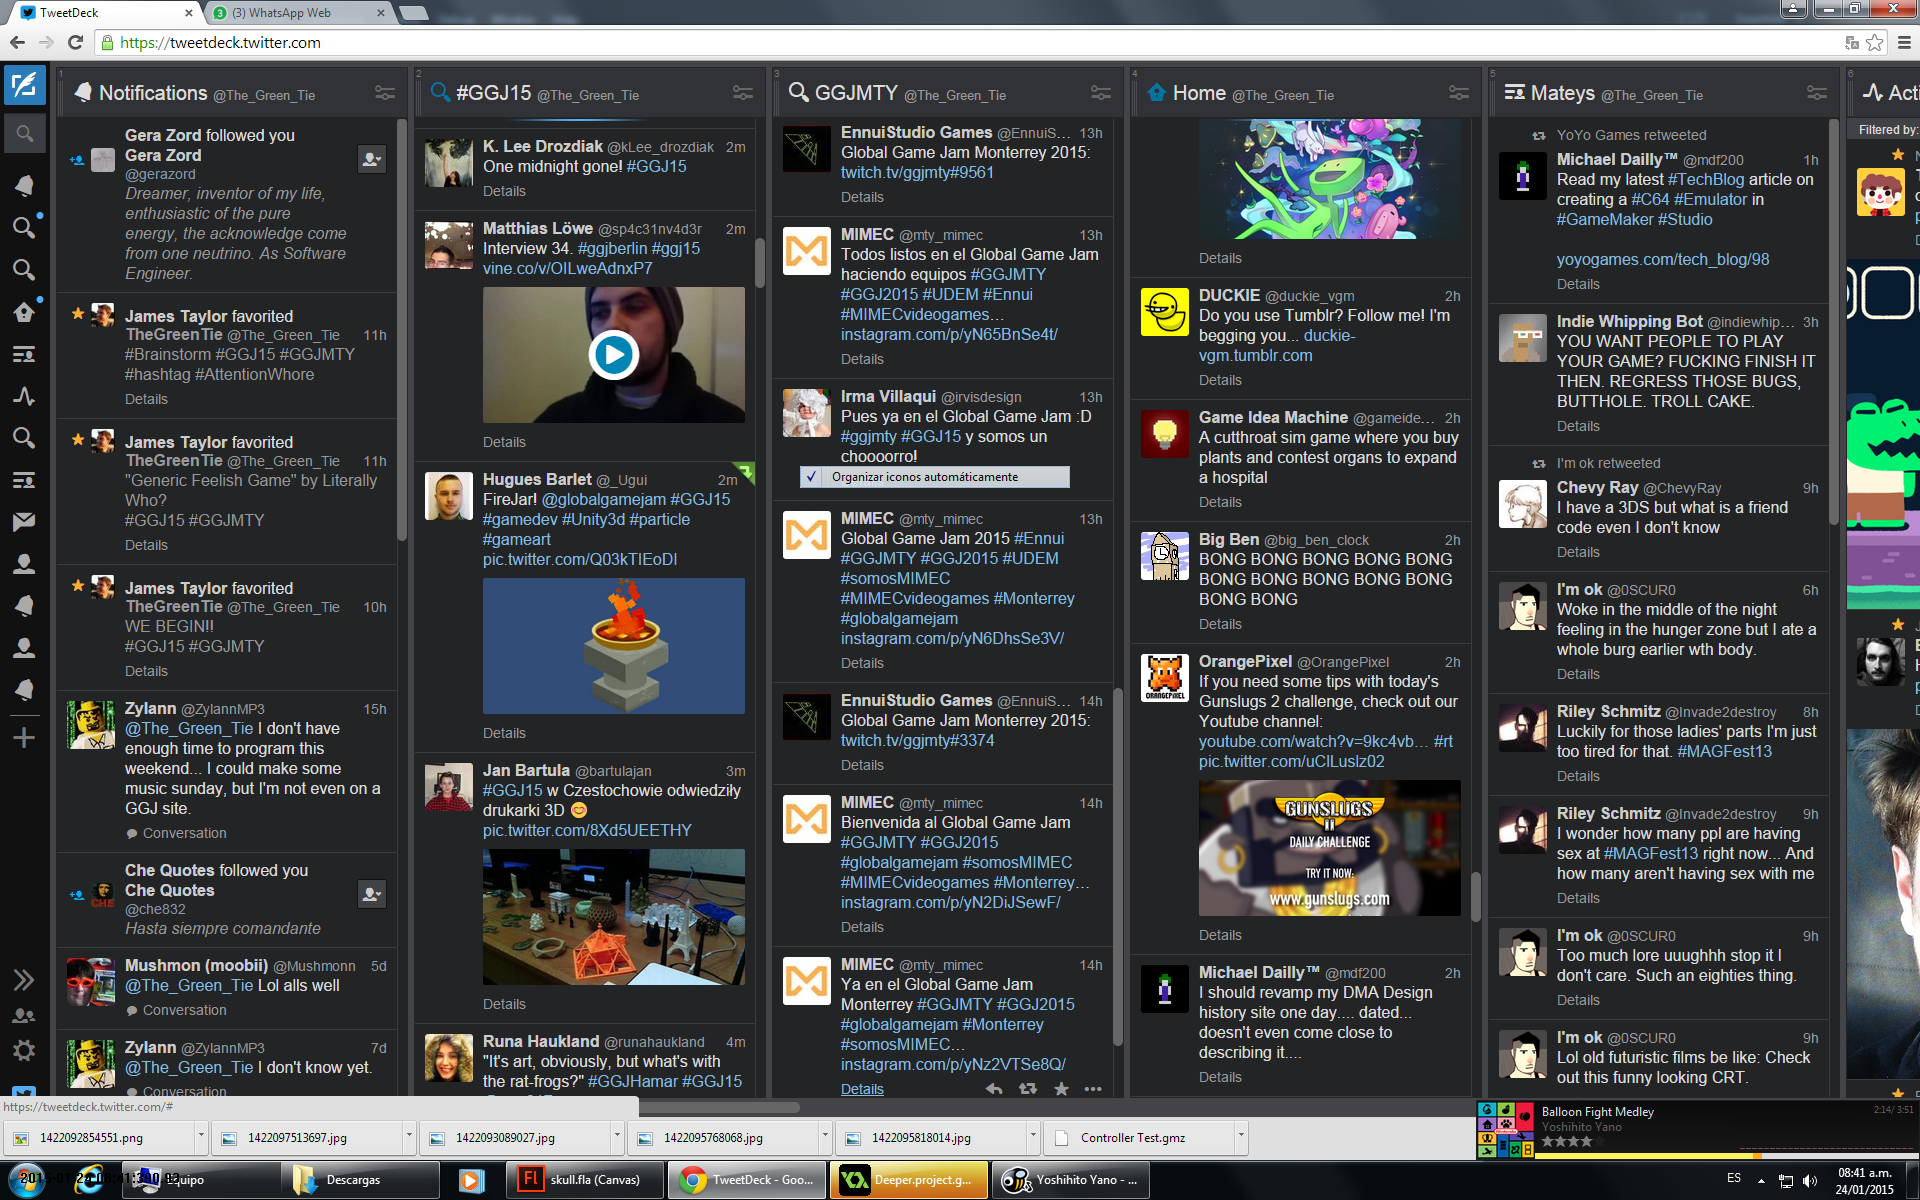 TweetDeck
(3) WhatsApp Web
https://tweetdeck.twitter.com
1
Notifications @The_Green_Tie
Gera Zord followed you
Gera Zord
@gerazord
Dreamer, inventor of my life,
enthusiastic of the pure
energy, the acknowledge come
from one neutrino. As Software
Engineer.
James Taylor favorited
TheGreenTie @The_Green_Tie 11h
#Brainstorm #GGJ15 #GGJMTY
#hashtag #AttentionWhore
Details
James Taylor favorited
TheGreenTie @The_Green_Tie 11h
"Generic Feelish Game" by Literally
Who?
#GGJ15 #GGJMTY
Details
James Taylor favorited
TheGreenTie @The_Green_Tie 10h
WE BEGIN!!
#GGJ15 #GGJMTY
Details
Zylann @ZylannMP3 15h
@The_Green_Tie I don't have
enough time to program this
weekend... I could make some
music sunday, but I'm not even on a
GGJ site.
Conversation
Che Quotes followed you
Che Quotes
@che832
Hasta siempre comandante
Mushmon (moobii) @Mushmonn 5d
@The_Green_Tie Lol alls well
Conversation
Zylann @ZylannMP3 7d
@The_Green_Tie I don't know yet.
Conversation
2
#GGJ15 @The_Green_Tie
K. Lee Drozdiak @kLee_drozdiak 2m
One midnight gone! #GGJ15
Details
Matthias Löwe @sp4c31nv4d3r 2m
Interview 34. #ggjberlin #ggj15
vine.co/v/OILweAdnxP7
Details
Hugues Barlet @_Ugui 2m
FireJar! @globalgamejam #GGJ15
#gamedev #Unity3d #particle
#gameart
pic.twitter.com/Q03kTIEoDI
Details
Jan Bartula @bartulajan 3m
#GGJ15 w Czestochowie odwiedziły
drukarki 3D 😊
pic.twitter.com/8Xd5UEETHY
Details
Runa Haukland @runahaukland 4m
"It's art, obviously, but what's with
the rat-frogs?" #GGJHamar #GGJ15
3
GGJMTY @The_Green_Tie
EnnuiStudio Games @EnnuiS... 13h
Global Game Jam Monterrey 2015:
twitch.tv/ggjmty#9561
Details
MIMEC @mty_mimec 13h
Todos listos en el Global Game Jam
haciendo equipos #GGJMTY
#GGJ2015 #UDEM #Ennui
#MIMECvideogames...
instagram.com/p/yN65BnSe4t/
Details
Irma Villaqui @irvisdesign 13h
Pues ya en el Global Game Jam :D
#ggjmty #GGJ15 y somos un
chooooorro!
Organizar iconos automáticamente
MIMEC @mty_mimec 13h
Global Game Jam 2015 #Ennui
#GGJMTY #GGJ2015 #UDEM
#somosMIMEC
#MIMECvideogames #Monterrey
#globalgamejam
instagram.com/p/yN6DhsSe3V/
Details
EnnuiStudio Games @EnnuiS... 14h
Global Game Jam Monterrey 2015:
twitch.tv/ggjmty#3374
Details
MIMEC @mty_mimec 14h
Bienvenida al Global Game Jam
#GGJMTY #GGJ2015
#globalgamejam #somosMIMEC
#MIMECvideogames #Monterrey...
instagram.com/p/yN2DiJSewF/
Details
MIMEC @mty_mimec 14h
Ya en el Global Game Jam
Monterrey #GGJMTY #GGJ2015
#globalgamejam #Monterrey
#somosMIMEC...
instagram.com/p/yNz2VTSe8Q/
Details
4
Home @The_Green_Tie
Details
DUCKIE @duckie_vgm 2h
Do you use Tumblr? Follow me! I'm
begging you... duckie-
vgm.tumblr.com
Details
Game Idea Machine @gameide... 2h
A cutthroat sim game where you buy
plants and contest organs to expand
a hospital
Details
Big Ben @big_ben_clock 2h
BONG BONG BONG BONG BONG
BONG BONG BONG BONG BONG
BONG BONG
Details
OrangePixel @OrangePixel 2h
ORANGEPIXEL
If you need some tips with today's
Gunslugs 2 challenge, check out our
Youtube channel:
youtube.com/watch?v=9kc4vb... #rt
pic.twitter.com/uClLuslz02
GUNSLUGS
II
DAILY CHALLENGE
TRY IT NOW:
www.gunslugs.com
Details
Michael Dailly™ @mdf200 2h
I should revamp my DMA Design
history site one day.... dated...
doesn't even come close to
describing it....
Details
5
Mateys @The_Green_Tie
YoYo Games retweeted
Michael Dailly™ @mdf200 1h
Read my latest #TechBlog article on
creating a #C64 #Emulator in
#GameMaker #Studio
yoyogames.com/tech_blog/98
Details
Indie Whipping Bot @indiewhip... 3h
YOU WANT PEOPLE TO PLAY
YOUR GAME? FUCKING FINISH IT
THEN. REGRESS THOSE BUGS,
BUTTHOLE. TROLL CAKE.
Details
I'm ok retweeted
Chevy Ray @ChevyRay 9h
I have a 3DS but what is a friend
code even I don't know
Details
I'm ok @0SCUR0 6h
Woke in the middle of the night
feeling in the hunger zone but I ate a
whole burg earlier wth body.
Details
Riley Schmitz @Invade2destroy 8h
Luckily for those ladies' parts I'm just
too tired for that. #MAGFest13
Details
Riley Schmitz @Invade2destroy 9h
I wonder how many ppl are having
sex at #MAGFest13 right now... And
how many aren't having sex with me
Details
I'm ok @0SCUR0 9h
Too much lore uuughhh stop it I
don't care. Such an eighties thing.
Details
I'm ok @0SCUR0 9h
Lol old futuristic films be like: Check
out this funny looking CRT.
6
Acti
Filtered by:
https://tweetdeck.twitter.com/#
1422092854551.png
1422097513697.jpg
1422093089027.jpg
1422095768068.jpg
1422095818014.jpg
Controller Test.gmz
Balloon Fight Medley 2:14/ 3:51
Yoshihito Yano
Equipo
Descargas
skull.fla (Canvas)
TweetDeck - Goo...
Deeper.project.g...
Yoshihito Yano - ...
ES
08:41 a.m.
24/01/2015